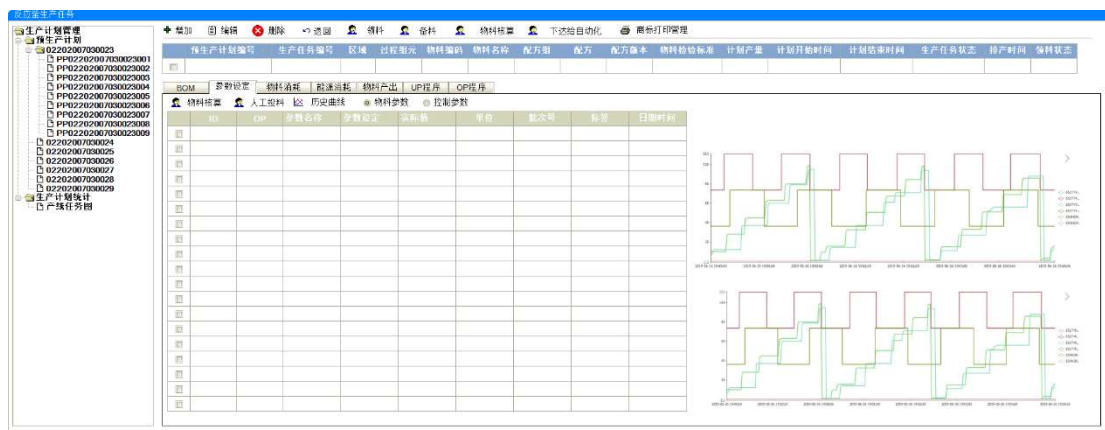 反应釜生产任务
生产计划管理
预生产计划
02202007030023
PP02202007030023001
PP02202007030023002
PP02202007030023003
PP02202007030023004
PP02202007030023005
PP02202007030023006
PP02202007030023007
PP02202007030023008
PP02202007030023009
02202007030024
02202007030025
02202007030026
02202007030027
02202007030028
02202007030029
生产计划统计
产线任务图
增加 编辑 删除 退回 领料 备料 物料核算 下达给自动化 商标打印管理
预生产计划编号 生产任务编号 区域 过程细元 物料编码 物料名称 配方组 配方 配方版本 物料检验标准 计划产量 计划开始时间 计划结束时间 生产任务状态 排产时间 领料状态
BOM 参数设定 物料消耗 能源消耗 物料产出 UP程序 OP程序
物料核算 人工投料 历史曲线 物料参数 控制参数
ID OP 参数名称 参数设定 实际值 单位 批次号 标签 日期时间